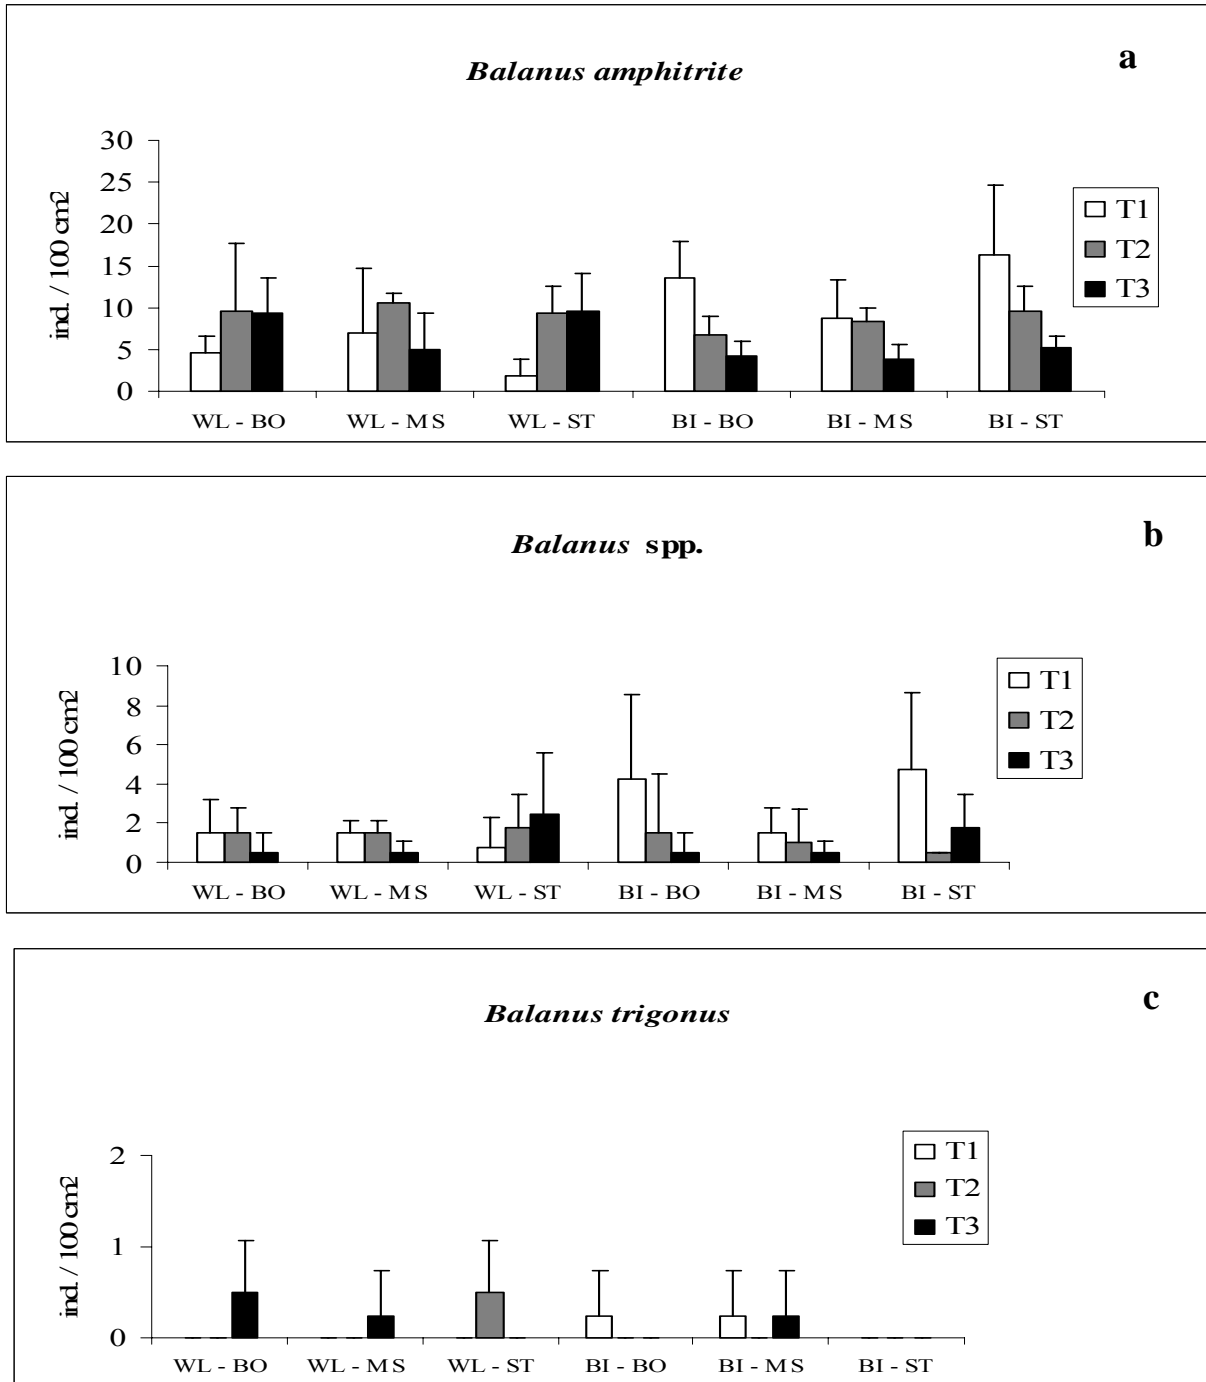 a
Balanus amphitrite
30
25
20
15
10
5
0
ind. / 100 cm2
T1
T2
T3
WL - BO WL - MS WL - ST BI - BO BI - MS BI - ST
b
Balanus spp.
10
8
6
4
2
0
ind. / 100 cm2
T1
T2
T3
WL - BO WL - MS WL - ST BI - BO BI - MS BI - ST
c
Balanus trigonus
2
1
0
ind. / 100 cm2
T1
T2
T3
WL - BO WL - MS WL - ST BI - BO BI - MS BI - ST